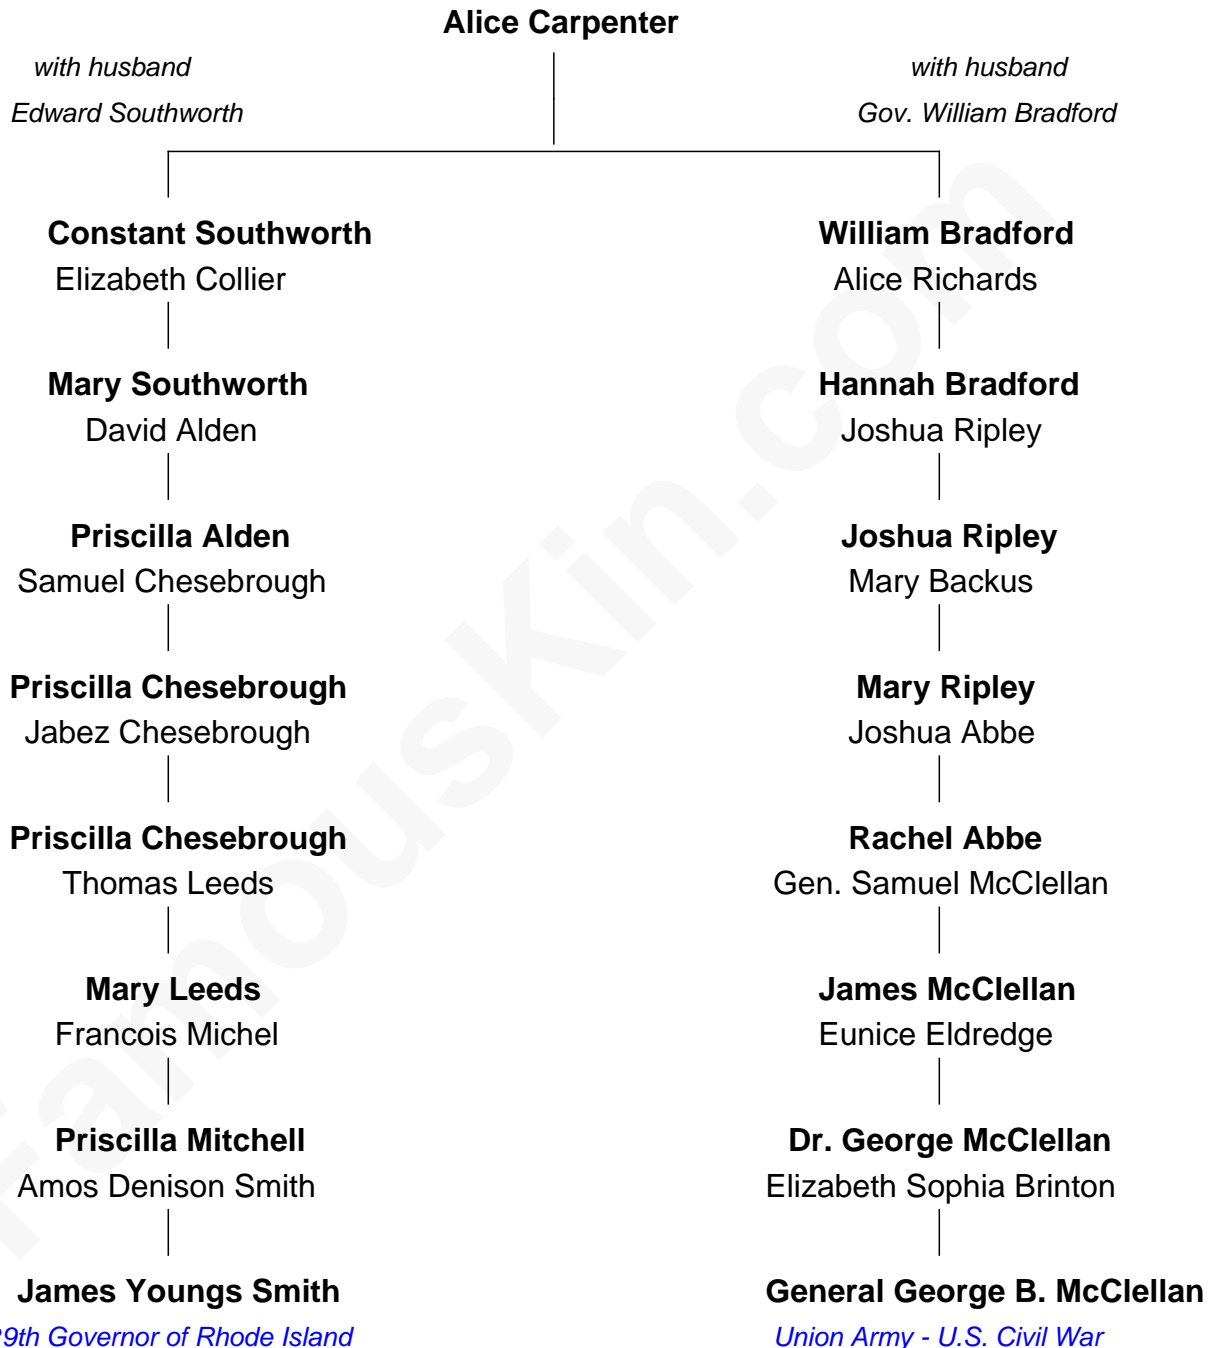 Alice Carpenter
with husband
Edward Southworth
with husband
Gov. William Bradford
Constant Southworth
Elizabeth Collier
William Bradford
Alice Richards
Mary Southworth
David Alden
Hannah Bradford
Joshua Ripley
Priscilla Alden
Samuel Chesebrough
Joshua Ripley
Mary Backus
Priscilla Chesebrough
Jabez Chesebrough
Mary Ripley
Joshua Abbe
Priscilla Chesebrough
Thomas Leeds
Rachel Abbe
Gen. Samuel McClellan
Mary Leeds
Francois Michel
James McClellan
Eunice Eldredge
Priscilla Mitchell
Amos Denison Smith
Dr. George McClellan
Elizabeth Sophia Brinton
James Youngs Smith
9th Governor of Rhode Island
General George B. McClellan
Union Army - U.S. Civil War
FamousKin.com